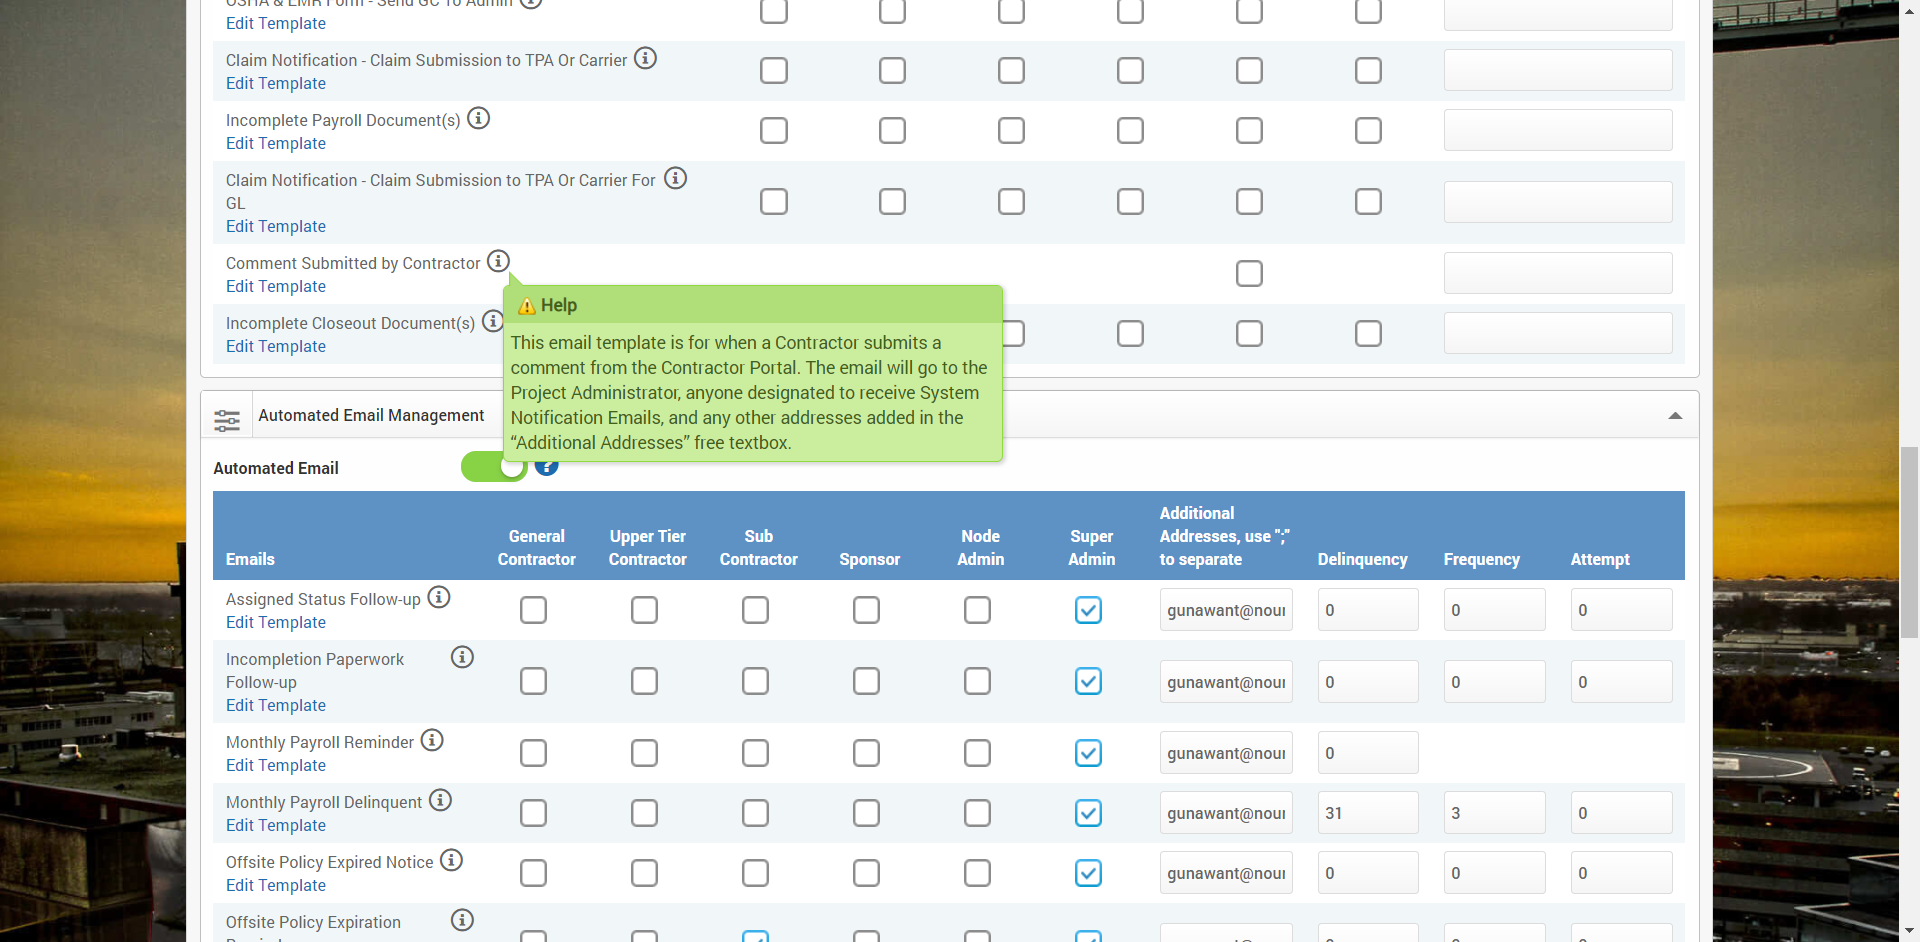 OSHA & EMR Form - Send GC To Admin
Edit Template
Claim Notification - Claim Submission to TPA Or Carrier
Edit Template
Incomplete Payroll Document(s)
Edit Template
Claim Notification - Claim Submission to TPA Or Carrier For
GL
Edit Template
Comment Submitted by Contractor
Edit Template
Incomplete Closeout Document(s)
Edit Template
Help
This email template is for when a Contractor submits a
comment from the Contractor Portal. The email will go to the
Project Administrator, anyone designated to receive System
Notification Emails, and any other addresses added in the
“Additional Addresses” free textbox.
Automated Email Management
Automated Email
Emails
General
Contractor
Upper Tier
Contractor
Sub
Contractor
Sponsor
Node
Admin
Super
Admin
Additional
Addresses, use ";"
to separate
Delinquency
Frequency
Attempt
Assigned Status Follow-up
Edit Template
gunawant@nour 0 0 0
Incompletion Paperwork
Follow-up
Edit Template
gunawant@nour 0 0 0
Monthly Payroll Reminder
Edit Template
gunawant@nour 0
Monthly Payroll Delinquent
Edit Template
gunawant@nour 31 3 0
Offsite Policy Expired Notice
Edit Template
gunawant@nour 0 0 0
Offsite Policy Expiration